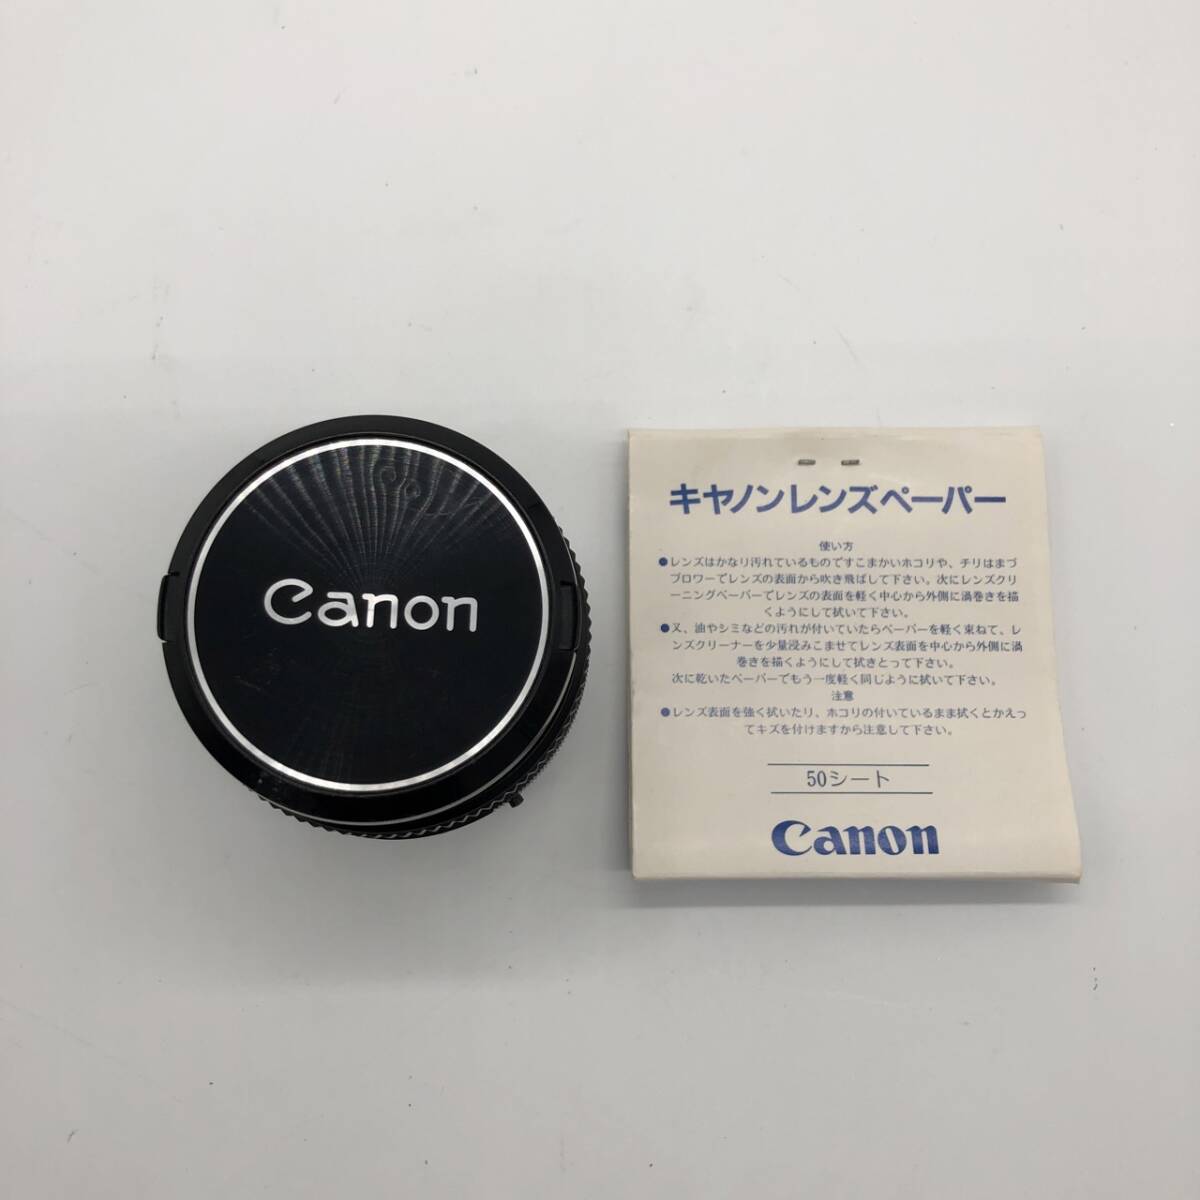 Canon
キヤノンレンズペーパー
使い方
●レンズはかなり汚れているものですこまかいホコリや、チリはまづ
ブロワーでレンズの表面から吹き飛ばして下さい。次にレンズクリ
ーニングペーパーでレンズの表面を軽く中心から外側に渦巻きを描
くようにして拭いて下さい。
●又、油やシミなどの汚れが付いていたらペーパーを軽く束ねて、レ
ンズクリーナーを少量浸みこませてレンズ表面を中心から外側に渦
巻きを描くようにして拭きとって下さい。
次に乾いたペーパーでもう一度軽く同じように拭いて下さい。
注意
●レンズ表面を強く拭いたり、ホコリの付いているまま拭くとかえっ
てキズを付けますから注意して下さい。
50シート
Canon